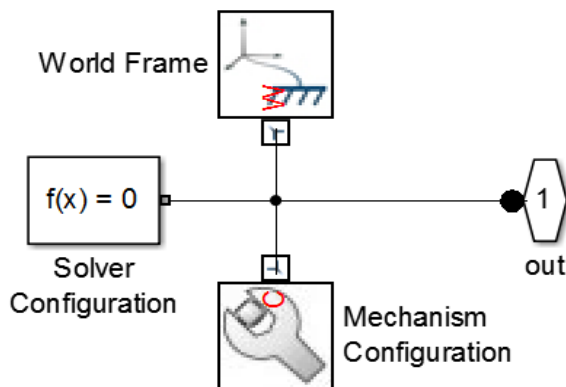 World Frame
W
f(x) = 0
1
Solver
Configuration
out
C
Mechanism
Configuration